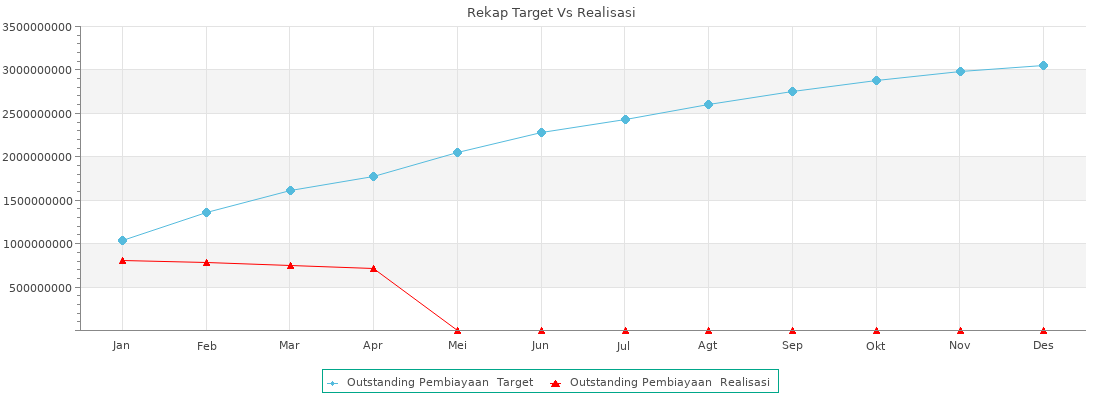 Rekap Target Vs Realisasi
3500000000
3000000000
2500000000
2000000000
1500000000
1000000000
500000000
Jan Feb Mar Apr Mei Jun Jul Agt Sep Okt Nov Des
Outstanding Pembiayaan Target Outstanding Pembiayaan Realisasi